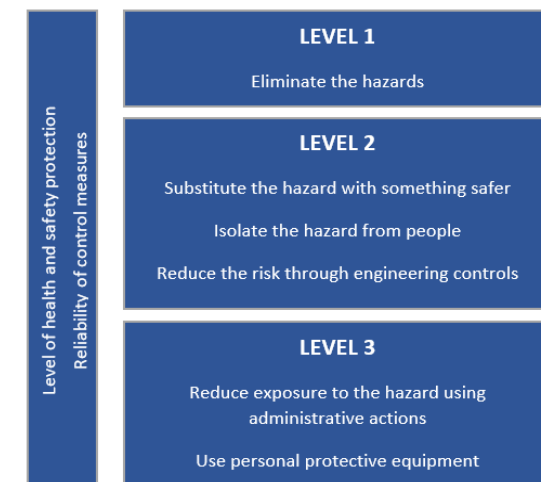 Level of health and safety protection
Reliability of control measures
LEVEL 1
Eliminate the hazards
LEVEL 2
Substitute the hazard with something safer
Isolate the hazard from people
Reduce the risk through engineering controls
LEVEL 3
Reduce exposure to the hazard using
administrative actions
Use personal protective equipment